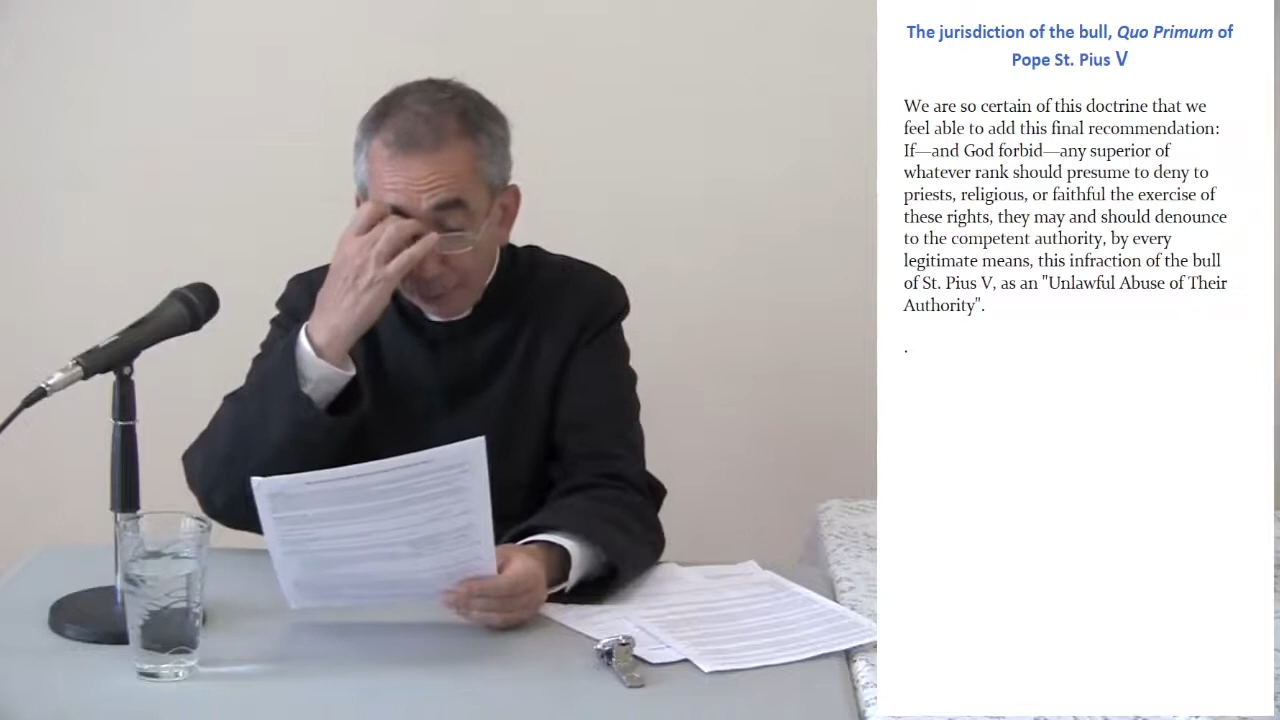 The jurisdiction of the bull, Quo Primum of
Pope St. Pius V
We are so certain of this doctrine that we
feel able to add this final recommendation:
If—and God forbid—any superior of
whatever rank should presume to deny to
priests, religious, or faithful the exercise of
these rights, they may and should denounce
to the competent authority, by every
legitimate means, this infraction of the bull
of St. Pius V, as an "Unlawful Abuse of Their
Authority".
.